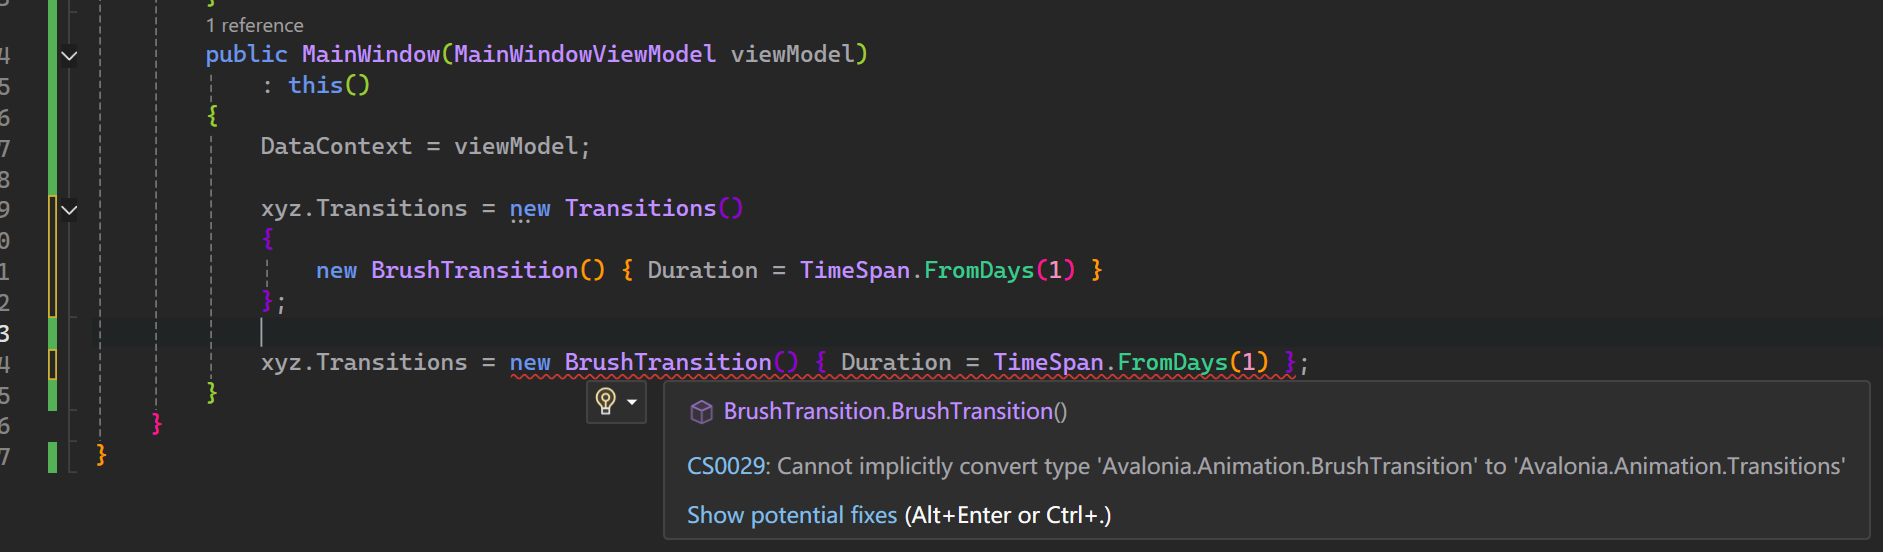 }
1 reference
4 public MainWindow(MainWindowViewModel viewModel)
5 : this()
6 {
7 DataContext = viewModel;
8
9 xyz.Transitions = new Transitions()
0 {
1 new BrushTransition() { Duration = TimeSpan.FromDays(1) }
2 };
3
4 xyz.Transitions = new BrushTransition() { Duration = TimeSpan.FromDays(1) };
5 }
6 }
7 }
BrushTransition.BrushTransition()
CS0029: Cannot implicitly convert type 'Avalonia.Animation.BrushTransition' to 'Avalonia.Animation.Transitions'
Show potential fixes (Alt+Enter or Ctrl+.)